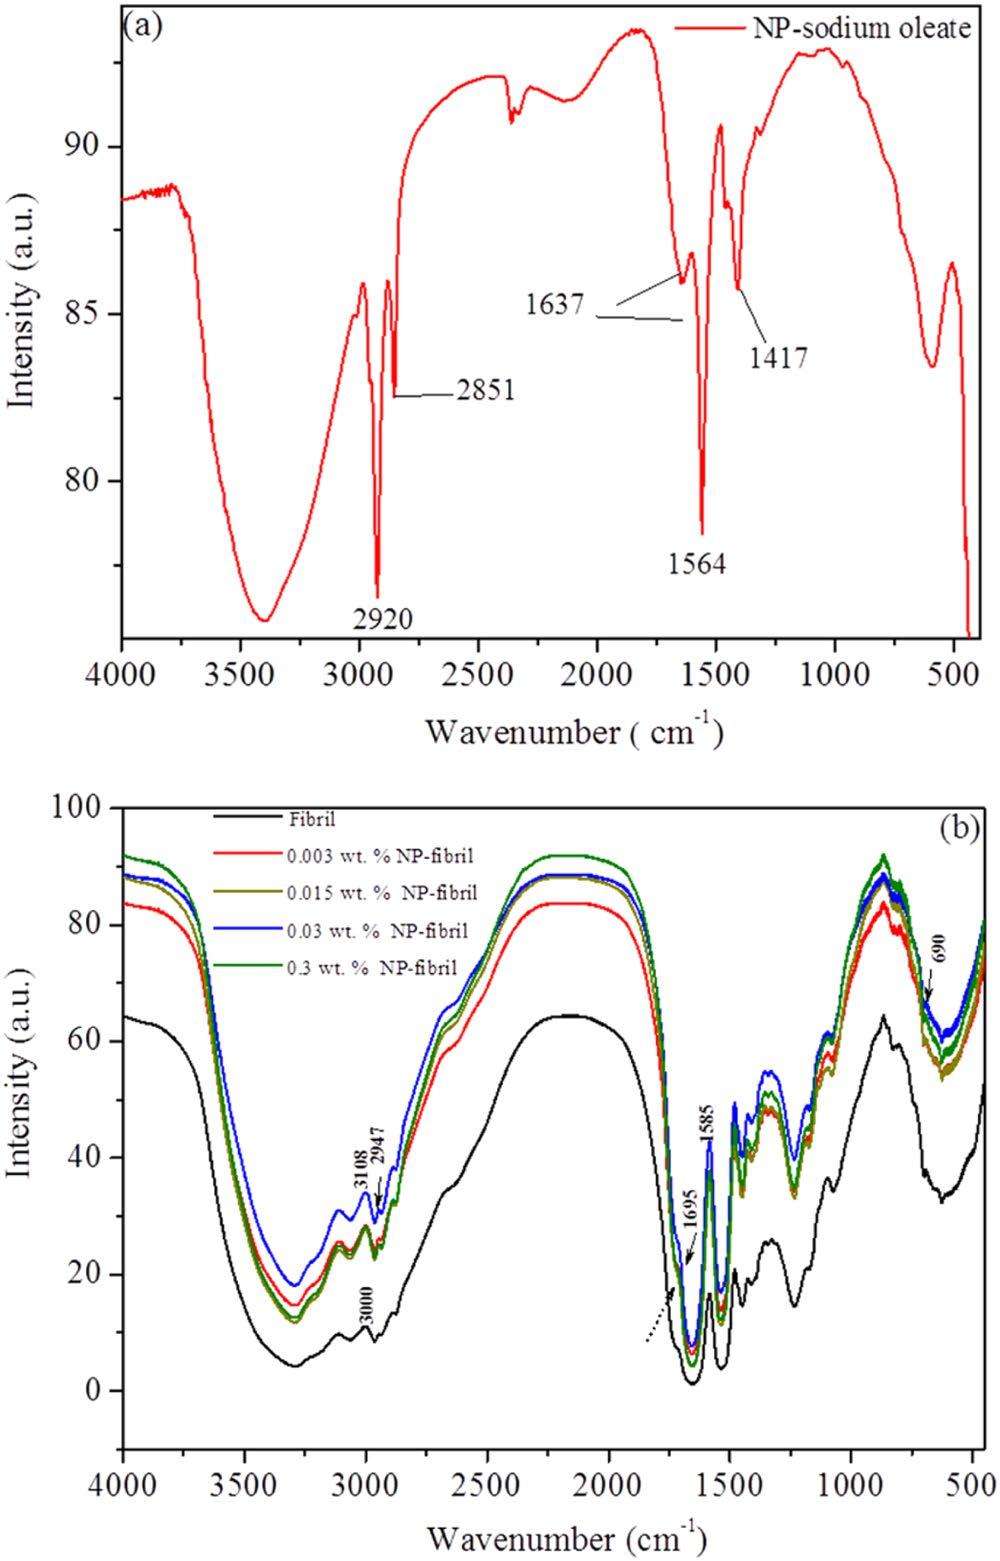 (a)
NP-sodium oleate
Intensity (a.u.)
90
85
80
1637
1417
2851
1564
2920
4000 3500 3000 2500 2000 1500 1000 500
Wavenumber ( cm-1)
(b)
Fibril
0.003 wt. % NP-fibril
0.015 wt. % NP-fibril
0.03 wt. % NP-fibril
0.3 wt. % NP-fibril
Intensity (a.u.)
100
80
60
40
20
0
690
3108
2947
1585
1695
3000
4000 3500 3000 2500 2000 1500 1000 500
Wavenumber (cm-1)